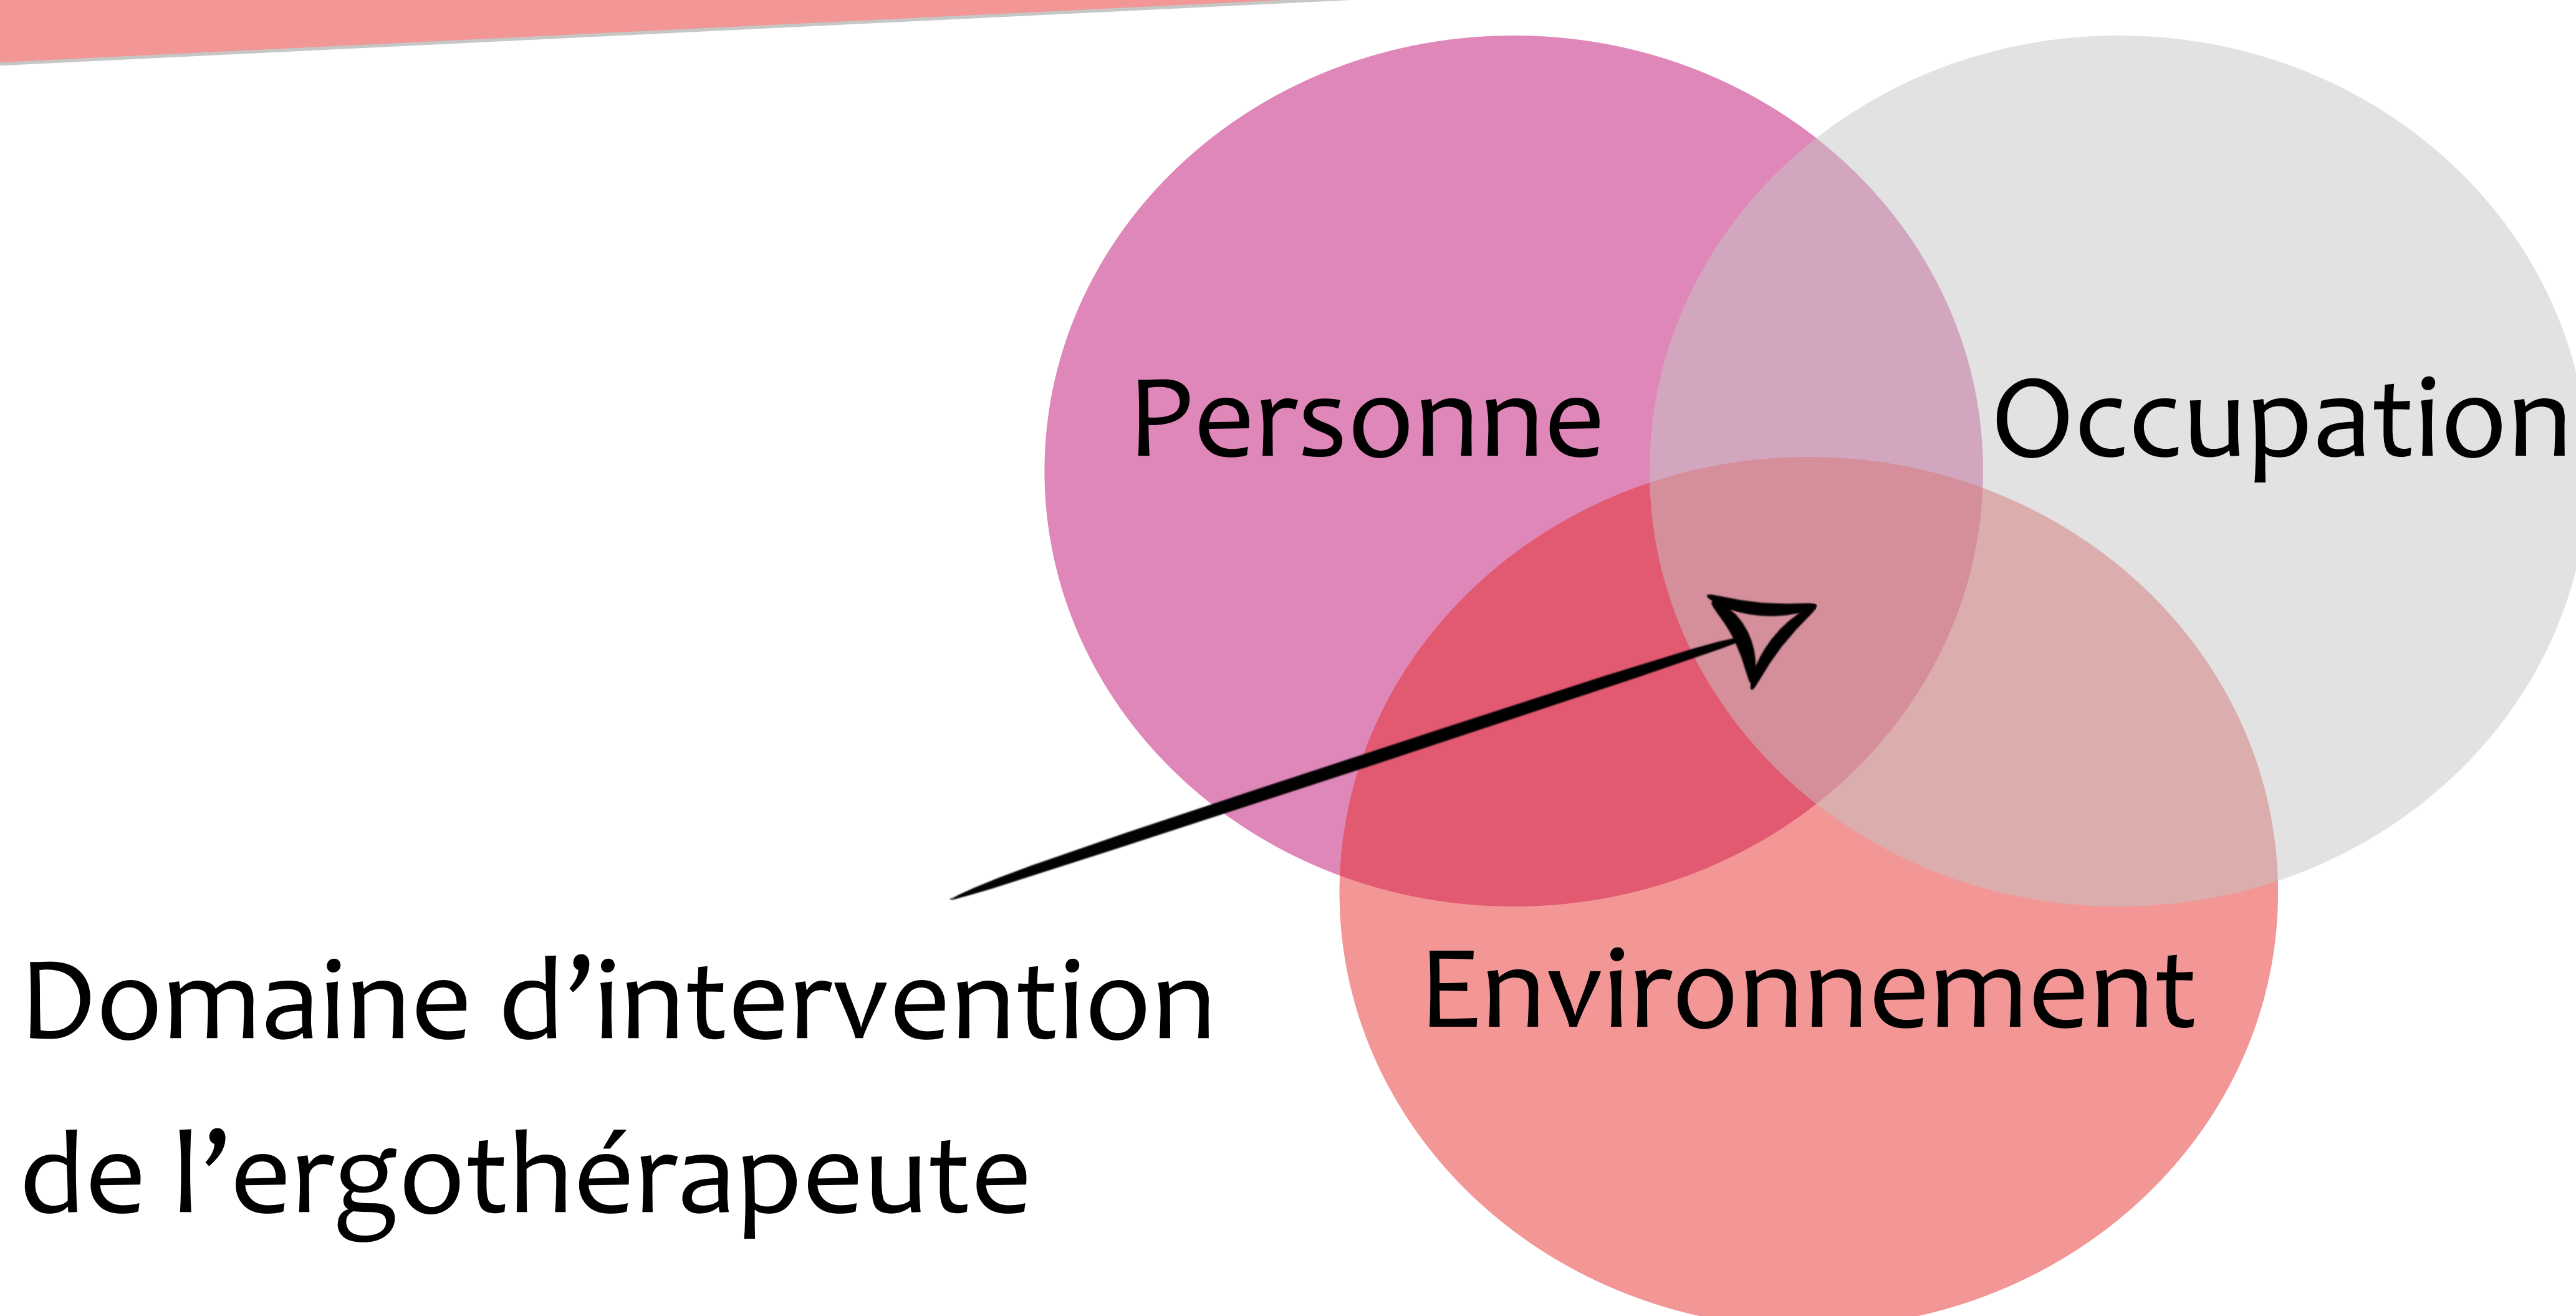 Personne
Occupation
Environnement
Domaine d’intervention
de l’ergothérapeute